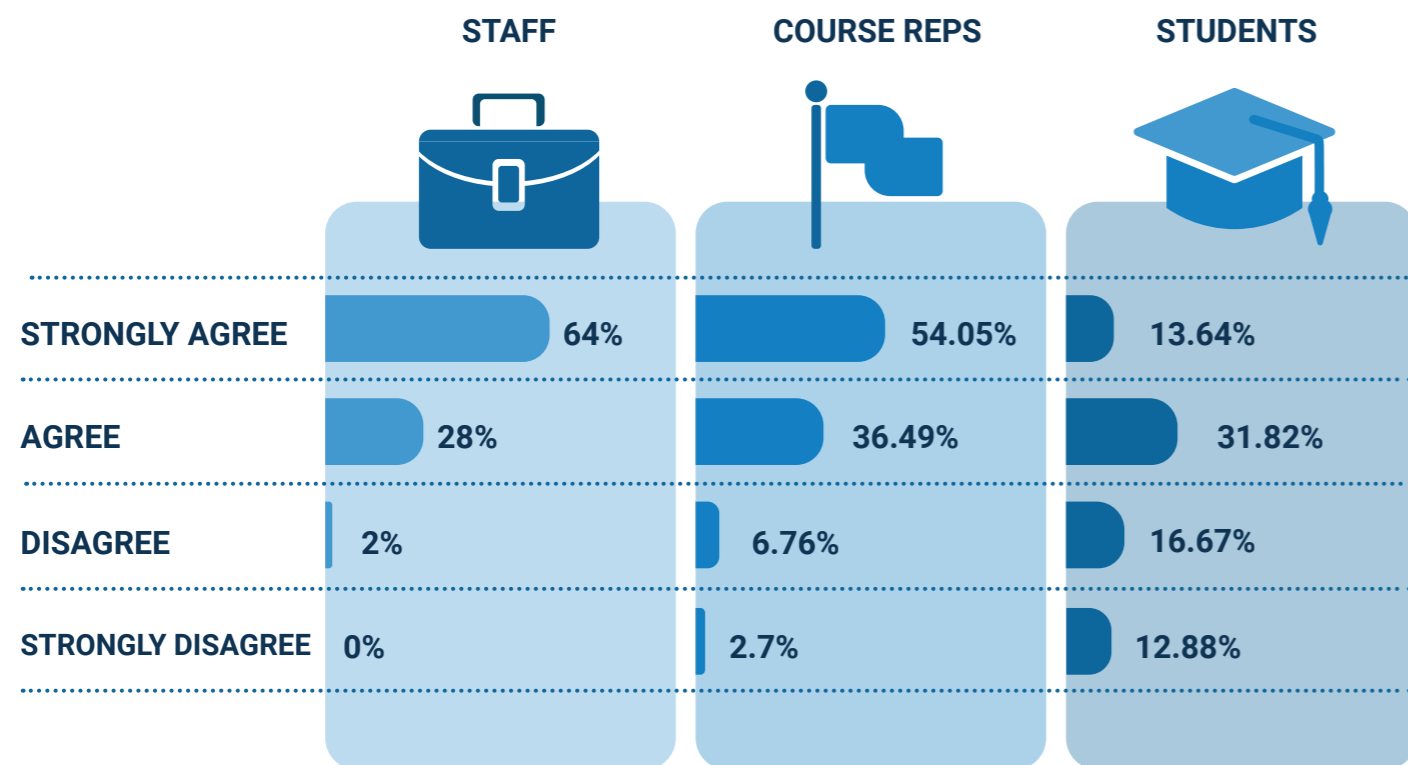 STAFF COURSE REPS STUDENTS
STRONGLY AGREE 64% 54.05% 13.64%
AGREE 28% 36.49% 31.82%
DISAGREE 2% 6.76% 16.67%
STRONGLY DISAGREE 0% 2.7% 12.88%